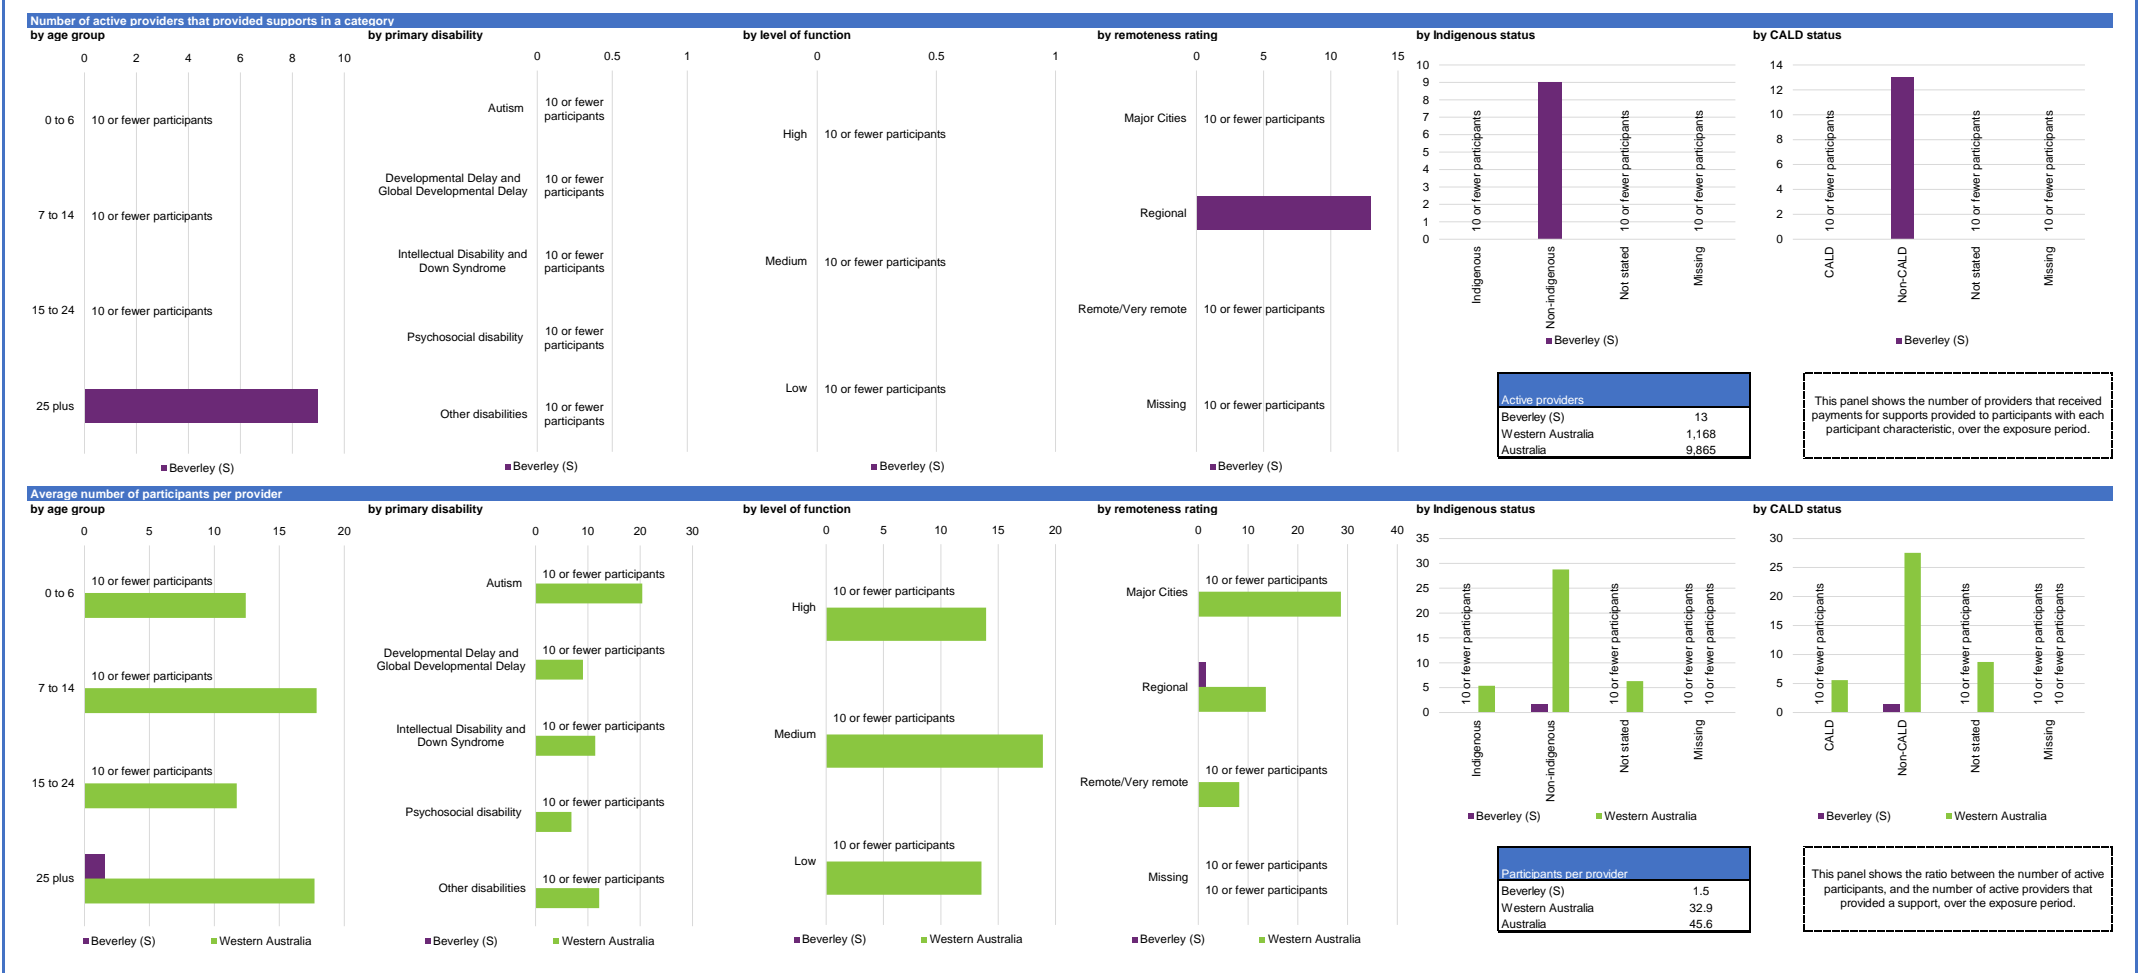 Number of active providers that provided supports in a category
by age group
0 2 4 6 8 10
0 to 6 10 or fewer participants
7 to 14 10 or fewer participants
15 to 24 10 or fewer participants
25 plus
Beverley (S)
by primary disability
0 0.5 1
Autism 10 or fewer
participants
Developmental Delay and
Global Developmental Delay
10 or fewer
participants
Intellectual Disability and
Down Syndrome
10 or fewer
participants
Psychosocial disability 10 or fewer
participants
Other disabilities 10 or fewer
participants
Beverley (S)
by level of function
0 0.5 1
High 10 or fewer participants
Medium 10 or fewer participants
Low 10 or fewer participants
Beverley (S)
by remoteness rating
0 5 10 15
Major Cities 10 or fewer participants
Regional
Remote/Very remote 10 or fewer participants
Missing 10 or fewer participants
Beverley (S)
by Indigenous status
10
9
8
7
6
5
4
3
2
1
0
10 or fewer participants
10 or fewer participants
10 or fewer participants
Indigenous
Non-indigenous
Not stated
Missing
Beverley (S)
by CALD status
14
12
10
8
6
4
2
0
10 or fewer participants
10 or fewer participants
10 or fewer participants
CALD
Non-CALD
Not stated
Missing
Beverley (S)
Active providers
Beverley (S) 13
Western Australia 1,168
Australia 9,865
This panel shows the number of providers that received
payments for supports provided to participants with each
participant characteristic, over the exposure period.
Average number of participants per provider
by age group
0 5 10 15 20
0 to 6 10 or fewer participants
7 to 14 10 or fewer participants
15 to 24 10 or fewer participants
25 plus
Beverley (S) Western Australia
by primary disability
0 10 20 30
Autism 10 or fewer participants
Developmental Delay and
Global Developmental Delay
10 or fewer participants
Intellectual Disability and
Down Syndrome
10 or fewer participants
Psychosocial disability 10 or fewer participants
Other disabilities 10 or fewer participants
Beverley (S) Western Australia
by level of function
0 5 10 15 20
High 10 or fewer participants
Medium 10 or fewer participants
Low 10 or fewer participants
Beverley (S) Western Australia
by remoteness rating
0 10 20 30 40
Major Cities 10 or fewer participants
Regional
Remote/Very remote 10 or fewer participants
Missing 10 or fewer participants
10 or fewer participants
Beverley (S) Western Australia
by Indigenous status
35
30
25
20
15
10
5
0
10 or fewer participants
10 or fewer participants
10 or fewer participants
10 or fewer participants
Indigenous
Non-indigenous
Not stated
Missing
Beverley (S) Western Australia
by CALD status
30
25
20
15
10
5
0
10 or fewer participants
10 or fewer participants
10 or fewer participants
10 or fewer participants
CALD
Non-CALD
Not stated
Missing
Beverley (S) Western Australia
Participants per provider
Beverley (S) 1.5
Western Australia 32.9
Australia 45.6
This panel shows the ratio between the number of active
participants, and the number of active providers that
provided a support, over the exposure period.